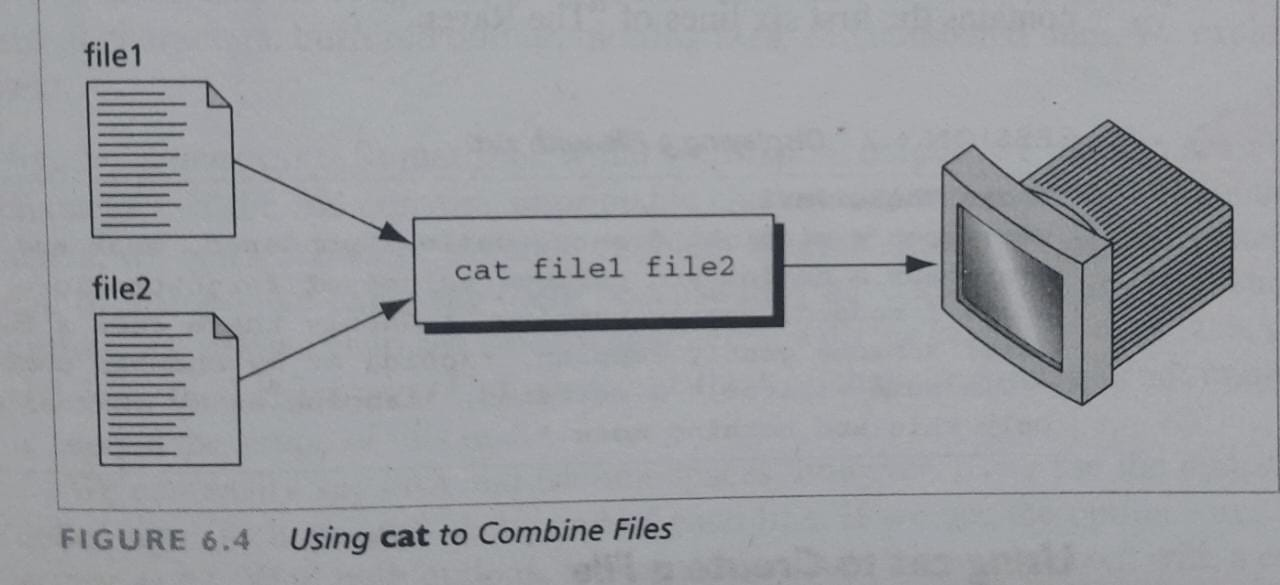 file1
cat file1 file2
file2
FIGURE 6.4 Using cat to Combine Files